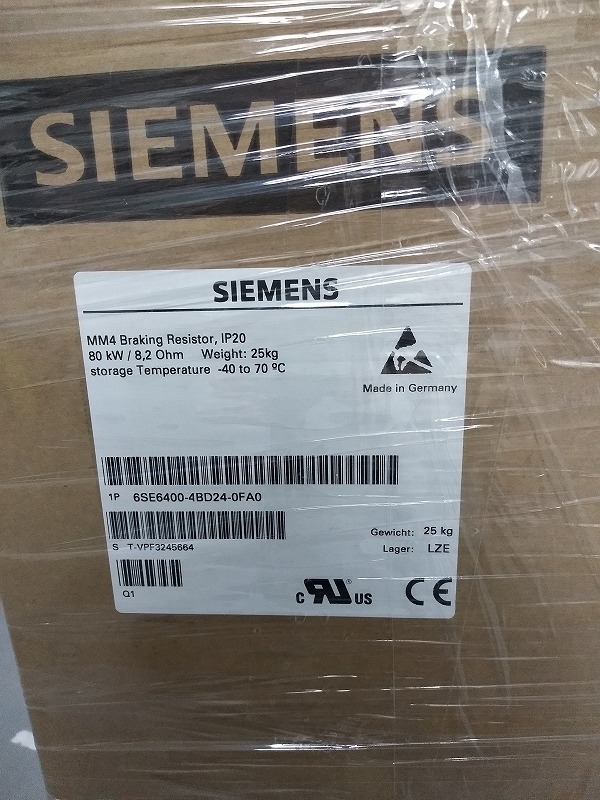 SIEMENS
SIEMENS
MM4 Braking Resistor, IP20
80 kW / 8,2 Ohm Weight: 25kg
storage Temperature -40 to 70 ºC
Made in Germany
1P 6SE6400-4BD24-0FA0
S T-VPF3245664
Gewicht: 25 kg
Lager: LZE
Q1
c RU ® US CE